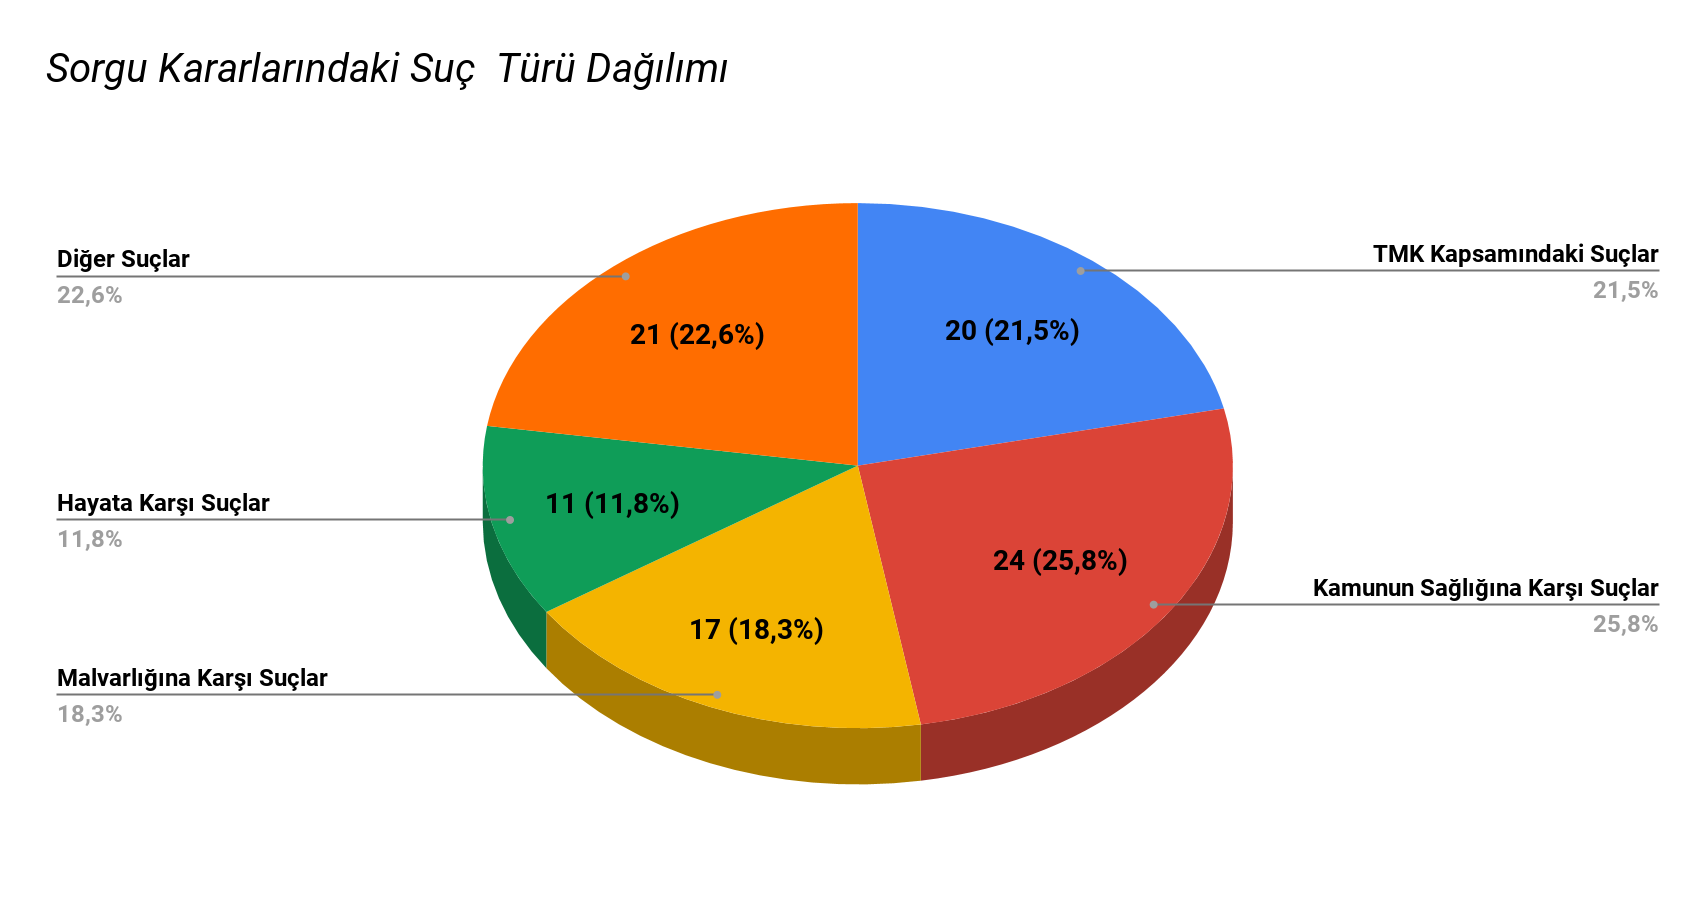 Sorgu Kararlarındaki Suç  Türü Dağılımı
Diğer Suçlar
22,6%
TMK Kapsamındaki Suçlar
21,5%
21 (22,6%)
20 (21,5%)
Hayata Karşı Suçlar
11,8%
11 (11,8%)
24 (25,8%)
Kamunun Sağlığına Karşı Suçlar
25,8%
17 (18,3%)
Malvarlığına Karşı Suçlar
18,3%